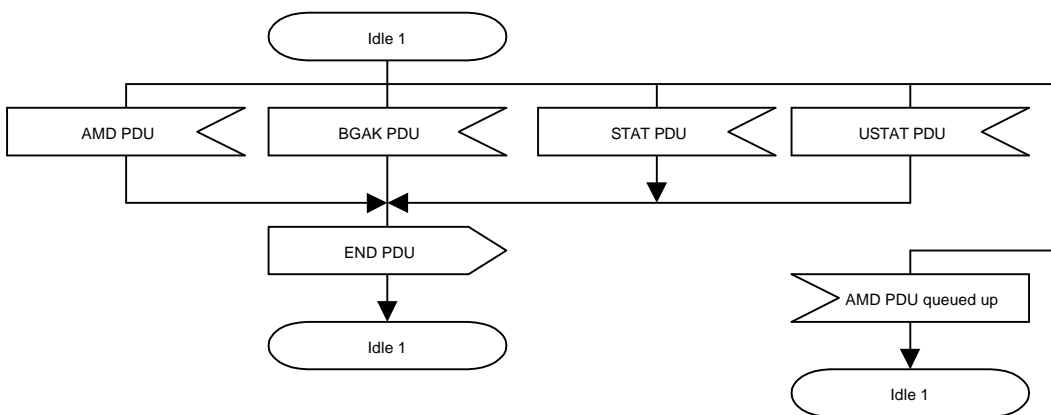 Idle 1
AMD PDU
BGAK PDU
STAT PDU
USTAT PDU
END PDU
AMD PDU queued up
Idle 1
Idle 1